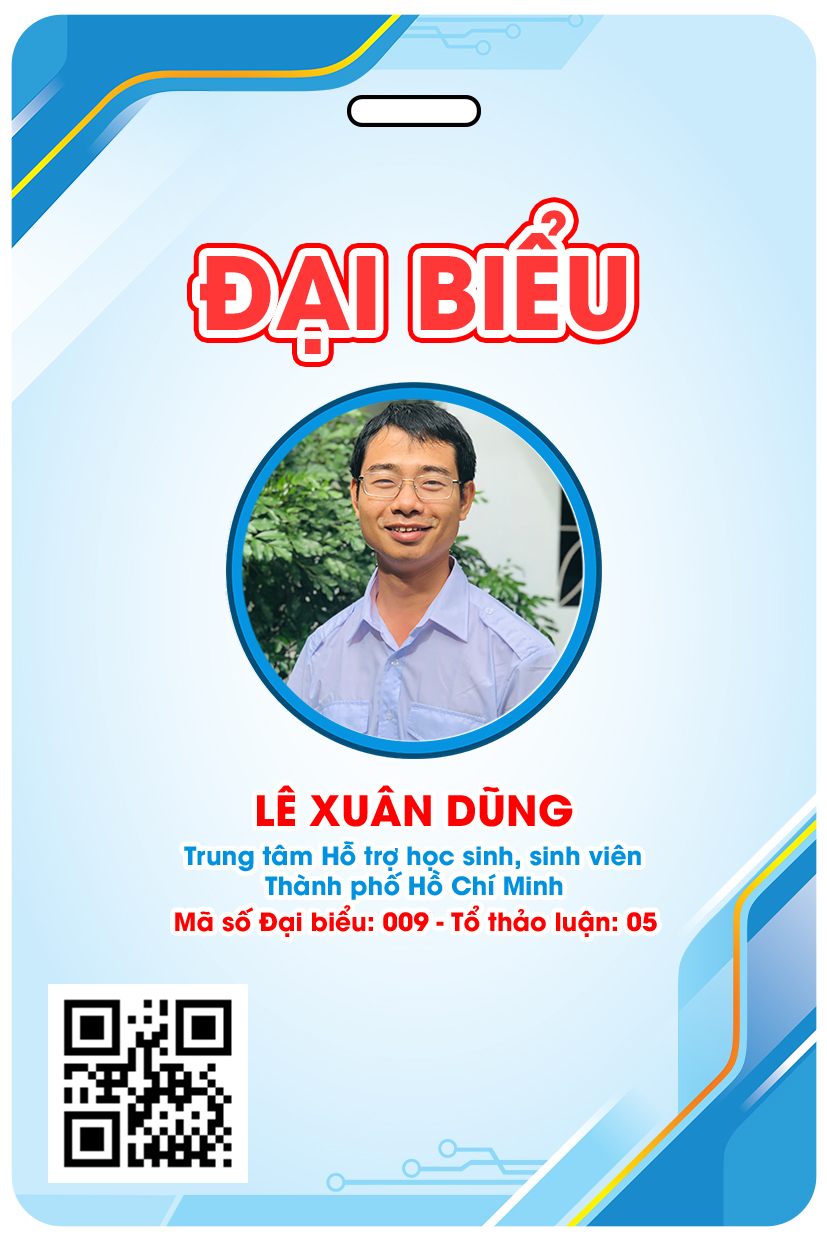 ĐẠI BIỂU
LÊ XUÂN DŨNG
Trung tâm Hỗ trợ học sinh, sinh viên
Thành phố Hồ Chí Minh
Mã số Đại biểu: 009 - Tổ thảo luận: 05